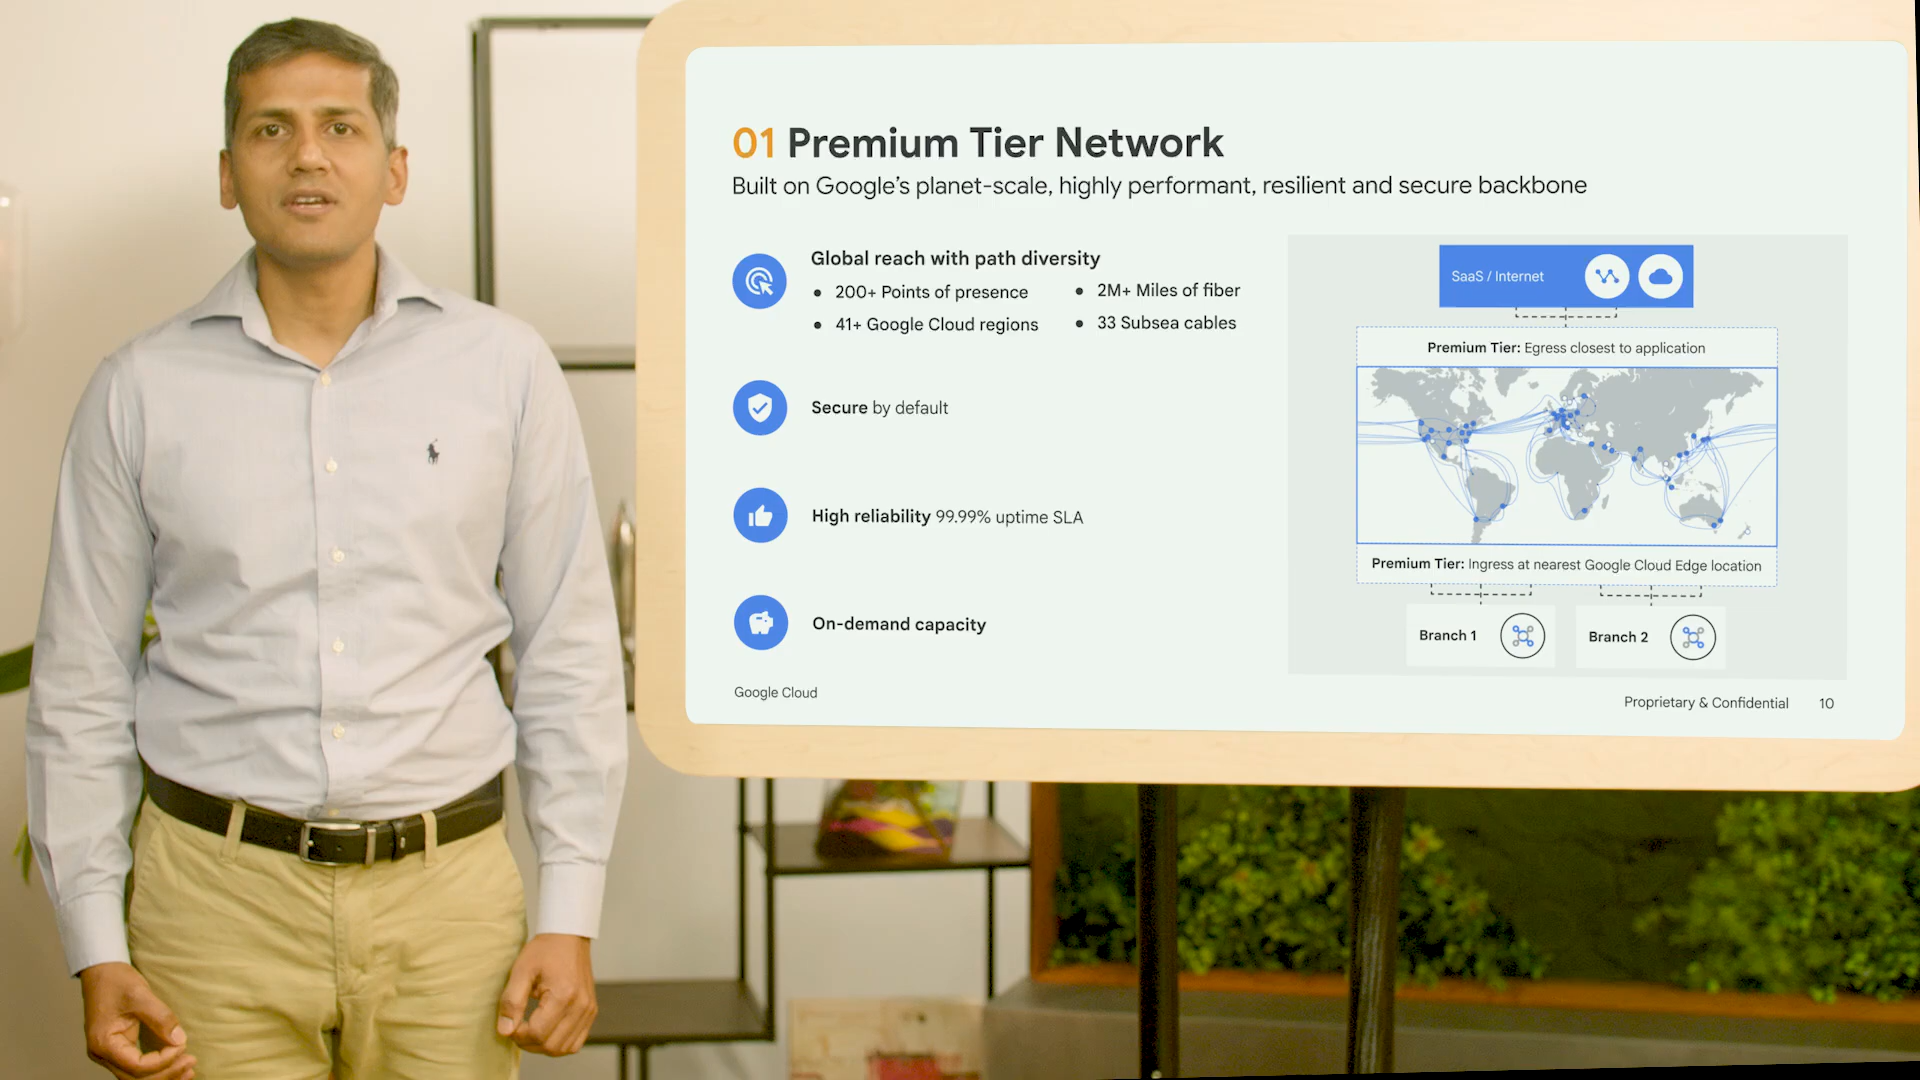 01 Premium Tier Network
Built on Google's planet-scale, highly performant, resilient and secure backbone
Global reach with path diversity
• 200+ Points of presence
• 2M+ Miles of fiber
• 41+ Google Cloud regions
• 33 Subsea cables
Secure by default
High reliability 99.99% uptime SLA
On-demand capacity
SaaS / Internet
Premium Tier: Egress closest to application
Premium Tier: Ingress at nearest Google Cloud Edge location
Branch 1
Branch 2
Google Cloud
Proprietary & Confidential 10